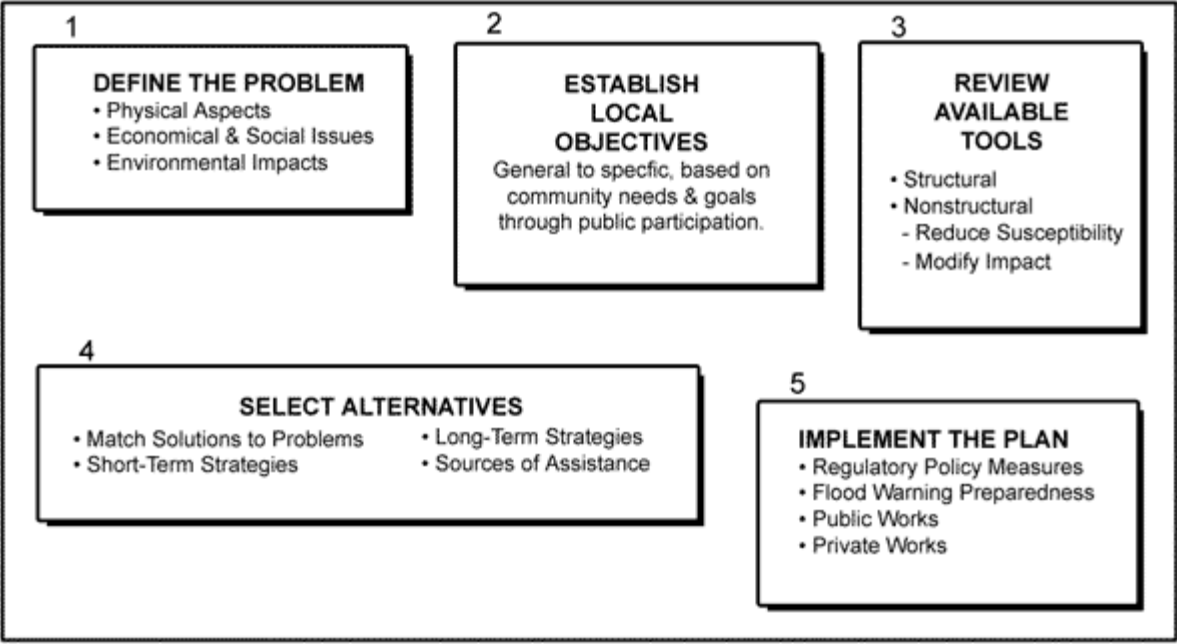 1
DEFINE THE PROBLEM
• Physical Aspects
• Economical & Social Issues
• Environmental Impacts
2
ESTABLISH
LOCAL
OBJECTIVES
General to specfic, based on
community needs & goals
through public participation.
3
REVIEW
AVAILABLE
TOOLS
• Structural
• Nonstructural
- Reduce Susceptibility
- Modify Impact
4
SELECT ALTERNATIVES
• Match Solutions to Problems
• Short-Term Strategies
• Long-Term Strategies
• Sources of Assistance
5
IMPLEMENT THE PLAN
• Regulatory Policy Measures
• Flood Warning Preparedness
• Public Works
• Private Works